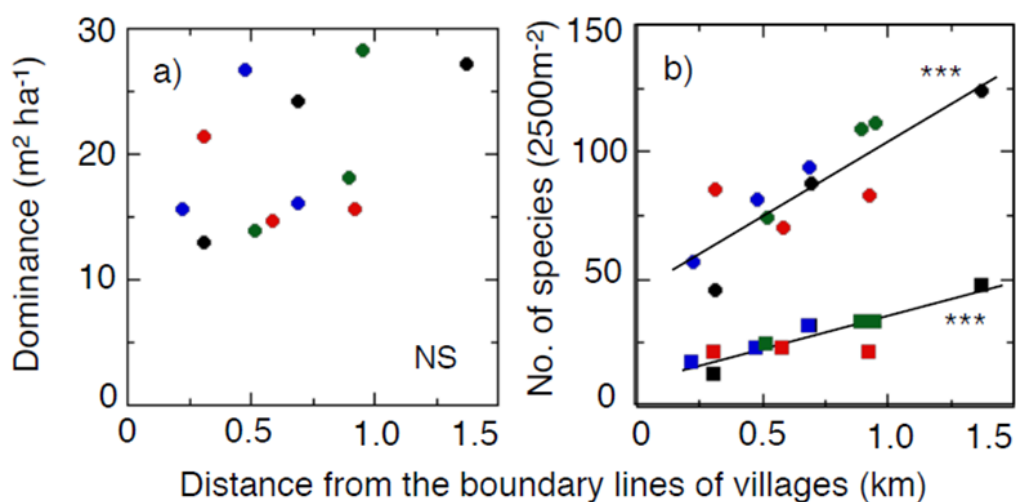 Dominance (m² ha⁻¹)
30
20
10
0
a)
NS
0 0.5 1.0 1.5
No. of species (2500m⁻²)
150
100
50
0
b)
***
***
0 0.5 1.0 1.5
Distance from the boundary lines of villages (km)